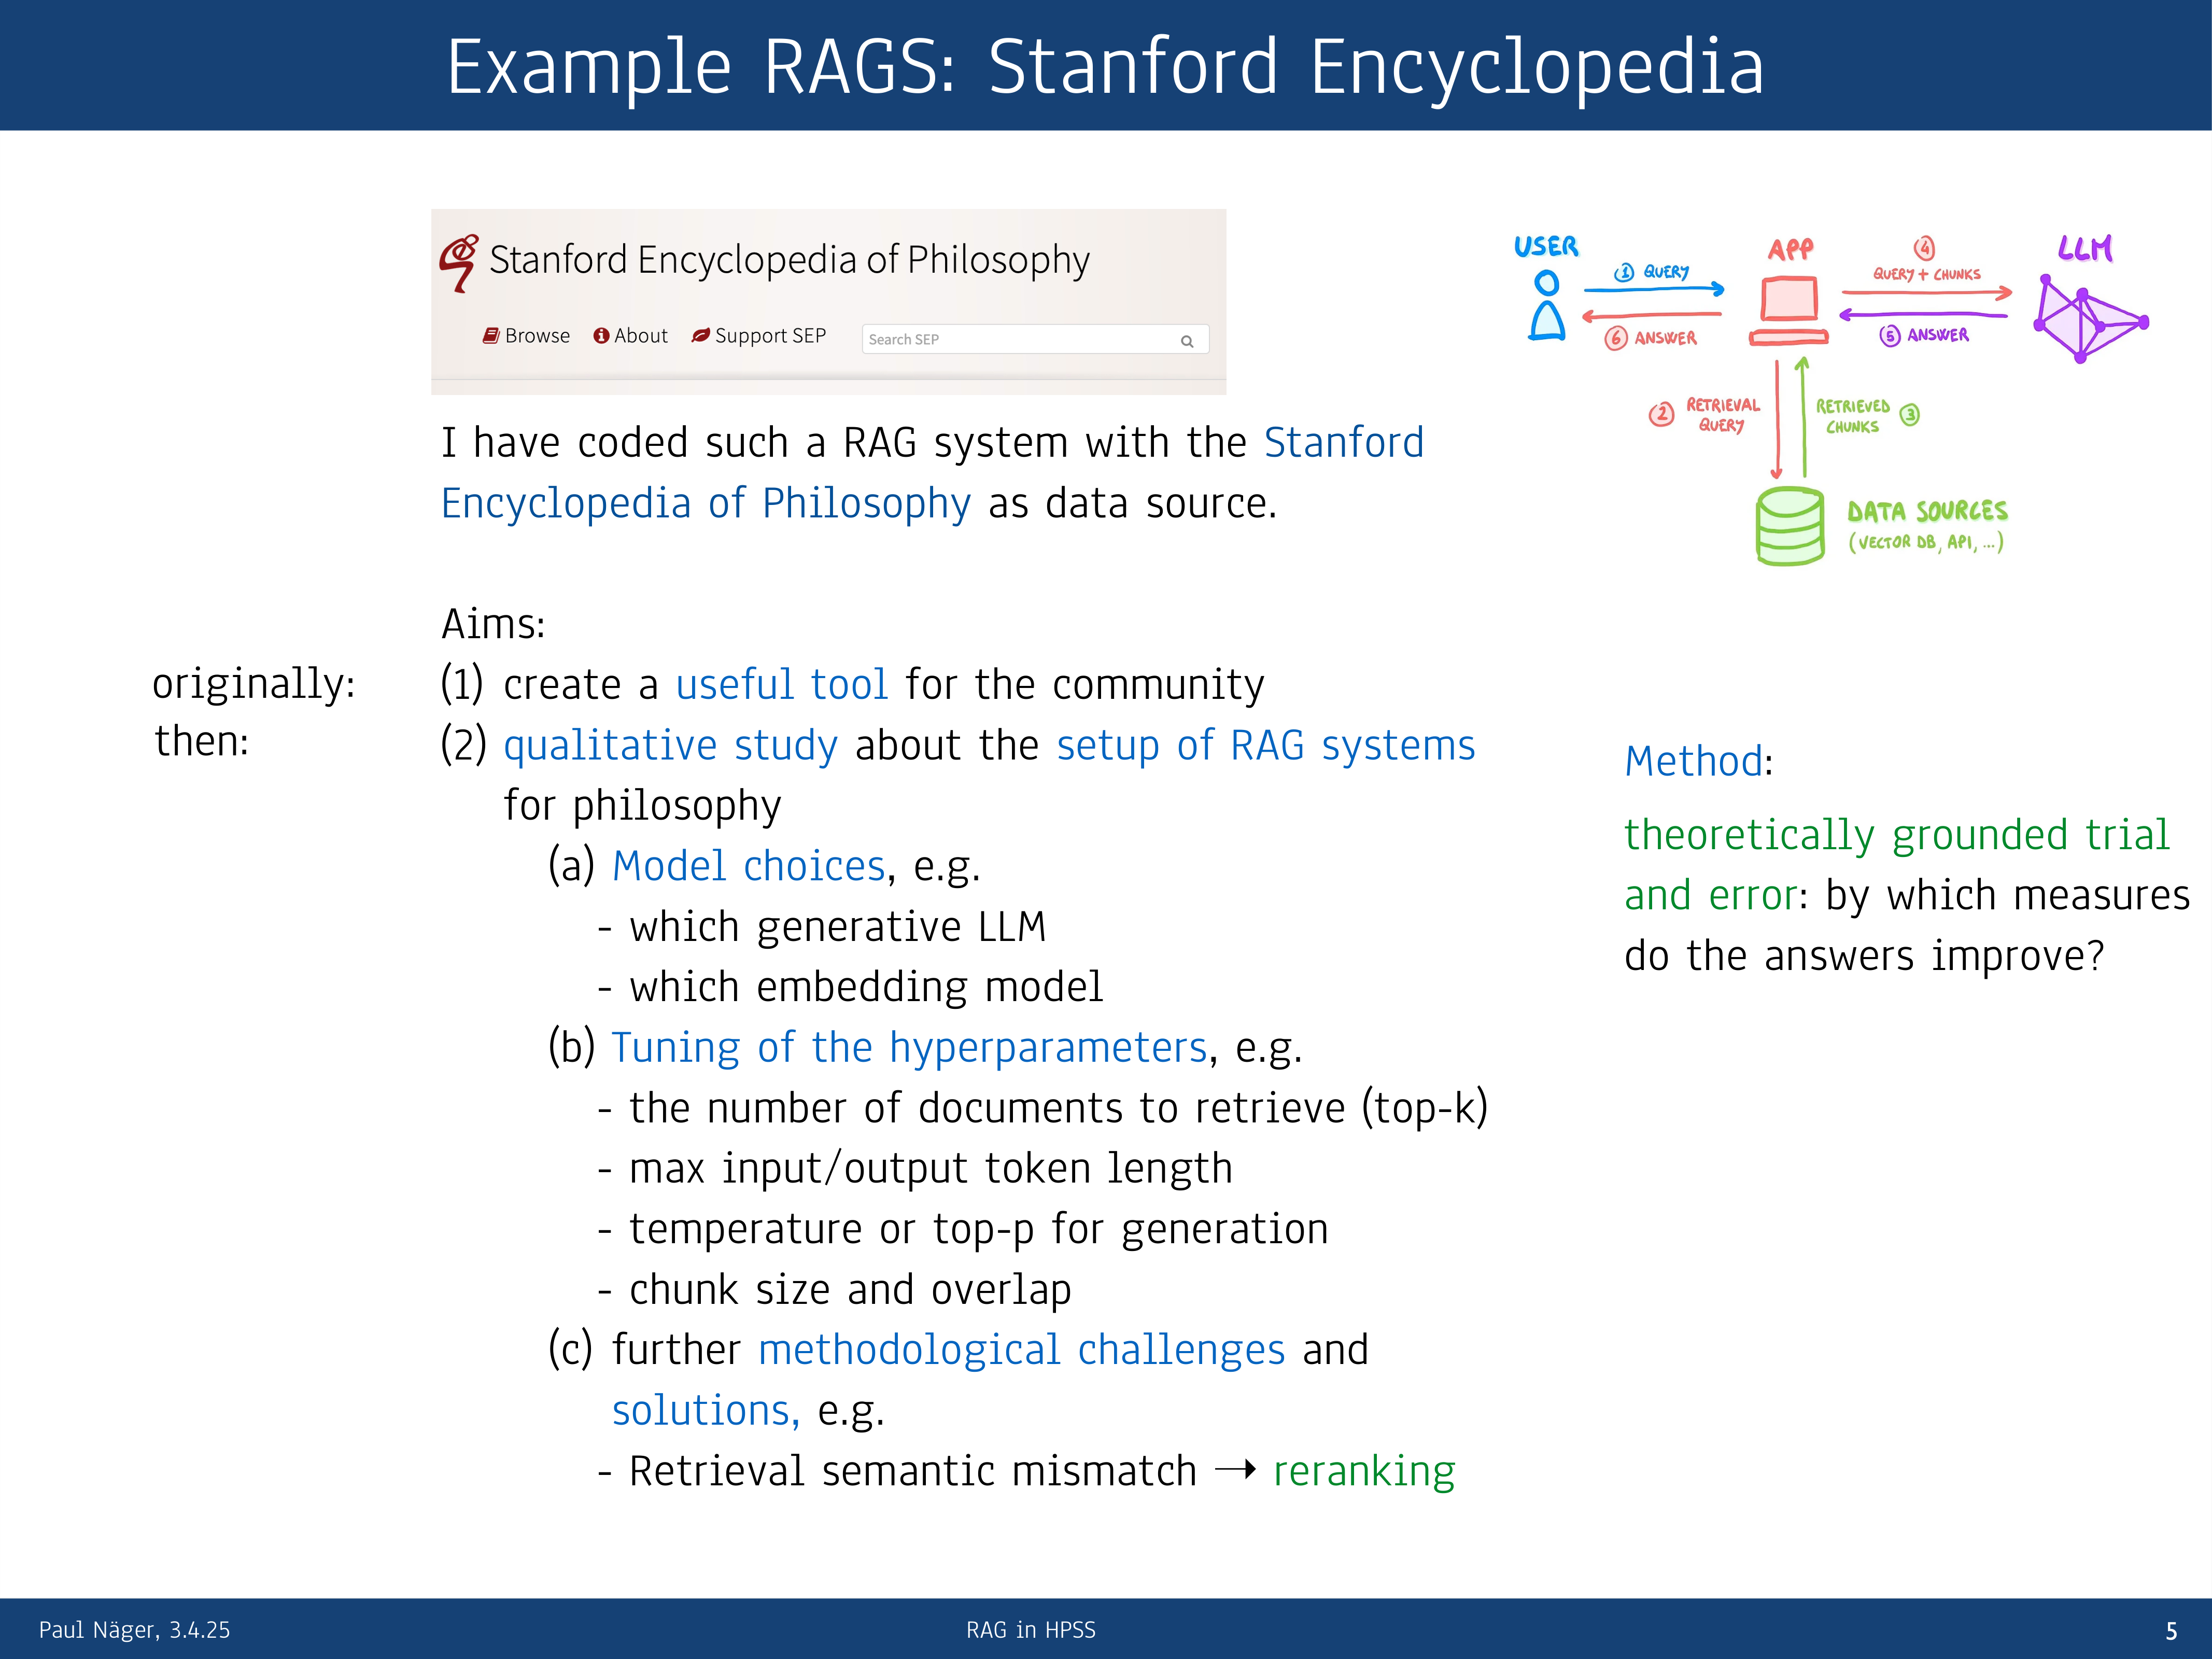 Example RAGS: Stanford Encyclopedia
Stanford Encyclopedia of Philosophy
Browse About Support SEP Search SEP
I have coded such a RAG system with the Stanford
Encyclopedia of Philosophy as data source.
USER
APP
LLM
1 QUERY
6 ANSWER
4
QUERY + CHUNKS
5 ANSWER
2 RETRIEVAL
QUERY
RETRIEVED 3
CHUNKS
DATA SOURCES
(VECTOR DB, API, ...)
Aims:
originally: (1) create a useful tool for the community
then: (2) qualitative study about the setup of RAG systems
for philosophy
(a) Model choices, e.g.
- which generative LLM
- which embedding model
(b) Tuning of the hyperparameters, e.g.
- the number of documents to retrieve (top-k)
- max input/output token length
- temperature or top-p for generation
- chunk size and overlap
(c) further methodological challenges and
solutions, e.g.
- Retrieval semantic mismatch → reranking
Method:
theoretically grounded trial
and error: by which measures
do the answers improve?
Paul Näger, 3.4.25
RAG in HPSS
5